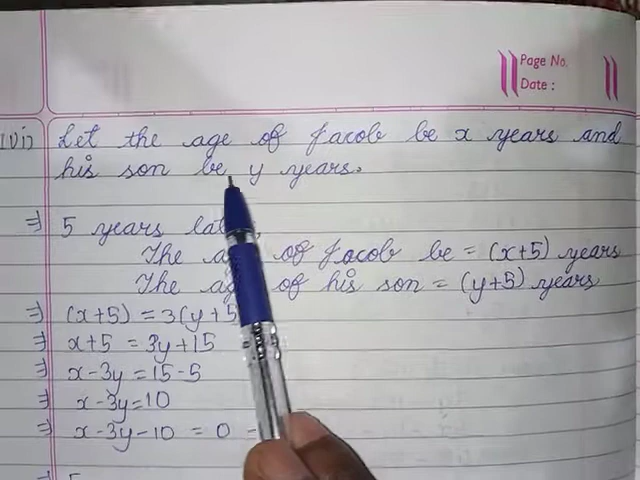 Page No.
Date :
(vi) Let the age of Jacob be x years and
his son be y years.
⇒ 5 years
The of Jacob be = (x+5) years
The of his son = (y+5) years
⇒ (x+5) = 3(y+5
⇒ x+5 = 3y+15
⇒ x-3y = 15-5
⇒ x-3y=10
⇒ x-3y-10 = 0